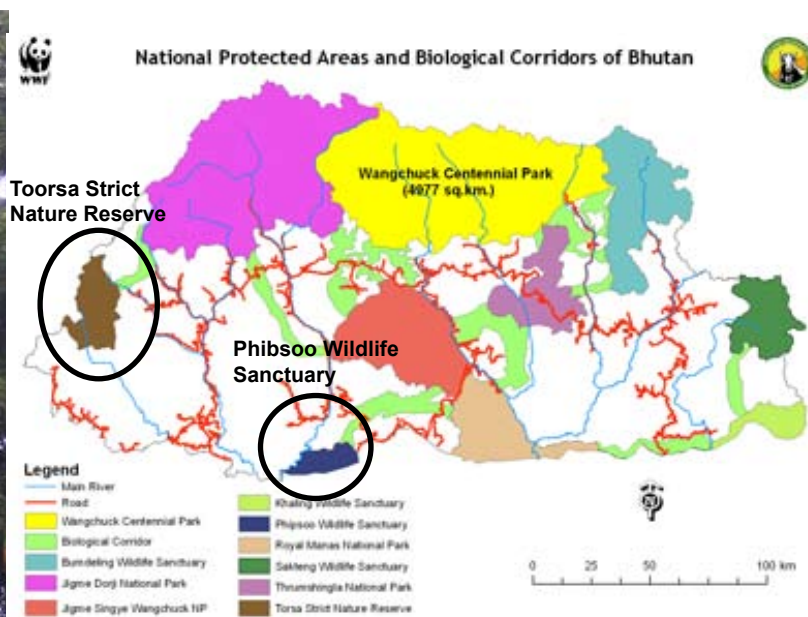 National Protected Areas and Biological Corridors of Bhutan
WWF
Wangchuck Centennial Park
(4977 sq.km.)
Toorsa Strict
Nature Reserve
Phibsoo Wildlife
Sanctuary
Legend
Main River
Road
Wangchuck Centennial Park
Biological Corridor
Bumdeling Wildlife Sanctuary
Jigme Dorji National Park
Jigme Singye Wangchuck NP
Khaling Wildlife Sanctuary
Phipsoo Wildlife Sanctuary
Royal Manas National Park
Sakteng Wildlife Sanctuary
Thrumshingla National Park
Torsa Strict Nature Reserve
0 25 50 100 km